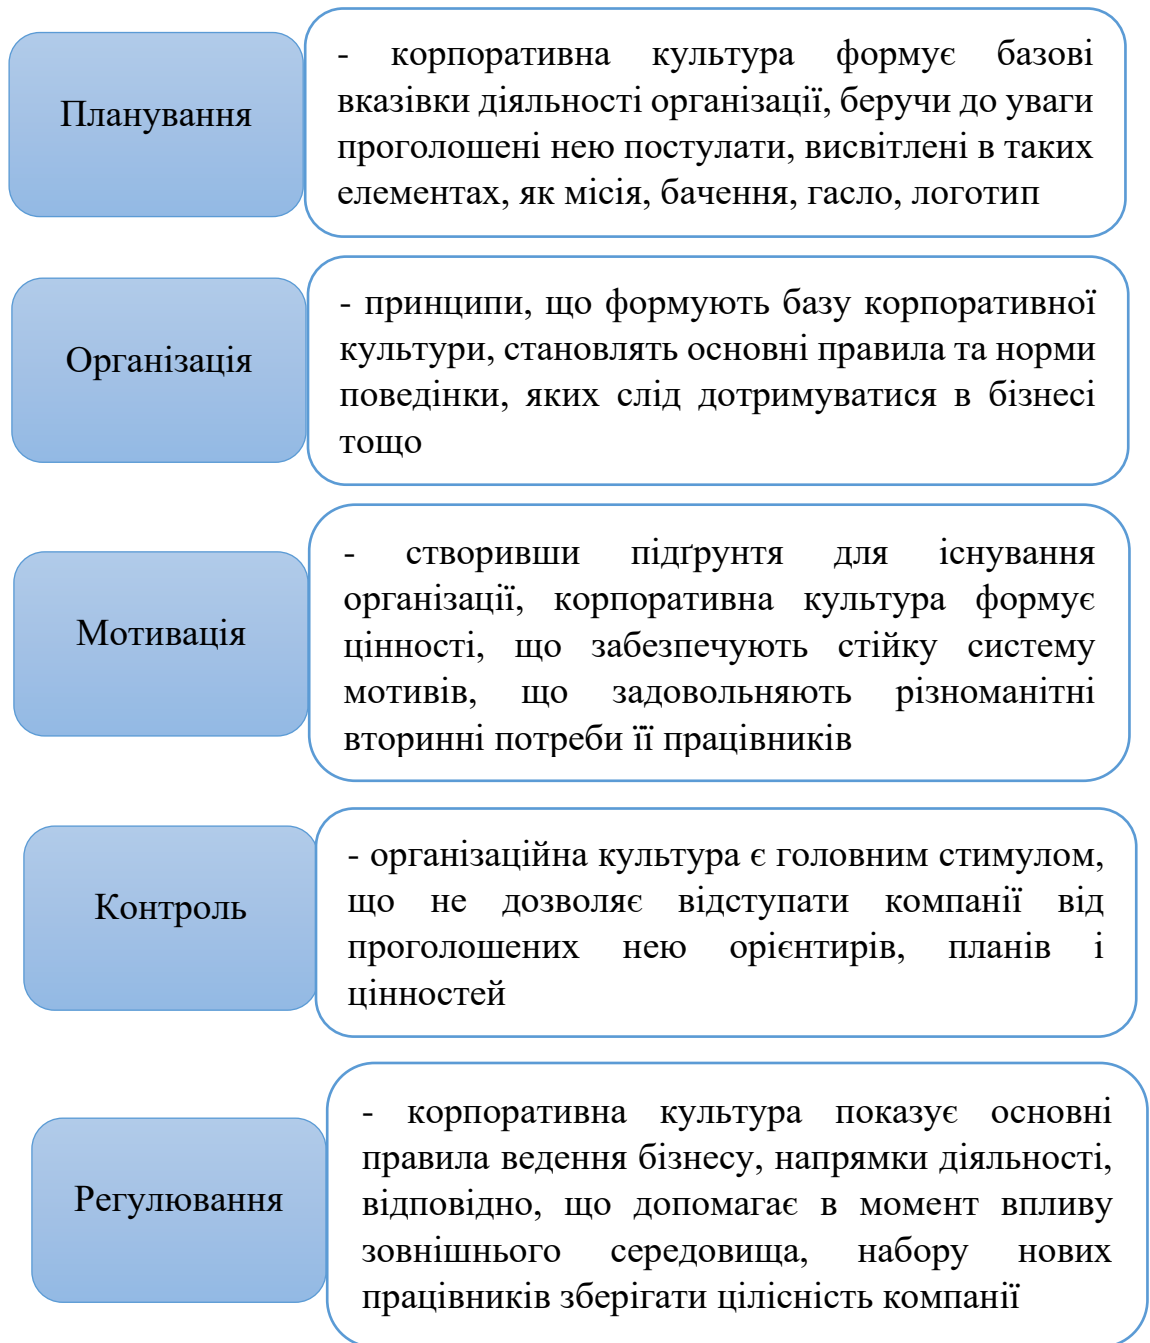 Планування
- корпоративна культура формує базові
вказівки діяльності організації, беручи до уваги
проголошені нею постулати, висвітлені в таких
елементах, як місія, бачення, гасло, логотип
Організація
- принципи, що формують базу корпоративної
культури, становлять основні правила та норми
поведінки, яких слід дотримуватися в бізнесі
тощо
Мотивація
- створивши підґрунтя для існування
організації, корпоративна культура формує
цінності, що забезпечують стійку систему
мотивів, що задовольняють різноманітні
вторинні потреби її працівників
Контроль
- організаційна культура є головним стимулом,
що не дозволяє відступати компанії від
проголошених нею орієнтирів, планів і
цінностей
Регулювання
- корпоративна культура показує основні
правила ведення бізнесу, напрямки діяльності,
відповідно, що допомагає в момент впливу
зовнішнього середовища, набору нових
працівників зберігати цілісність компанії